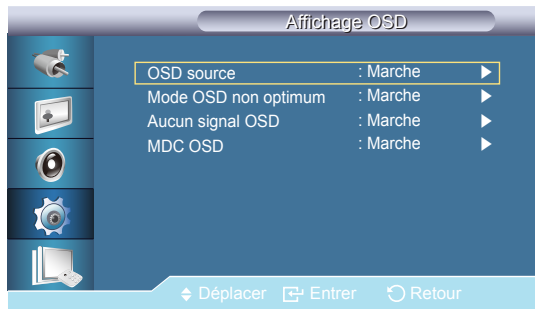 Affichage OSD
OSD source : Marche
Mode OSD non optimum : Marche
Aucun signal OSD : Marche
MDC OSD : Marche
Déplacer Entrer Retour